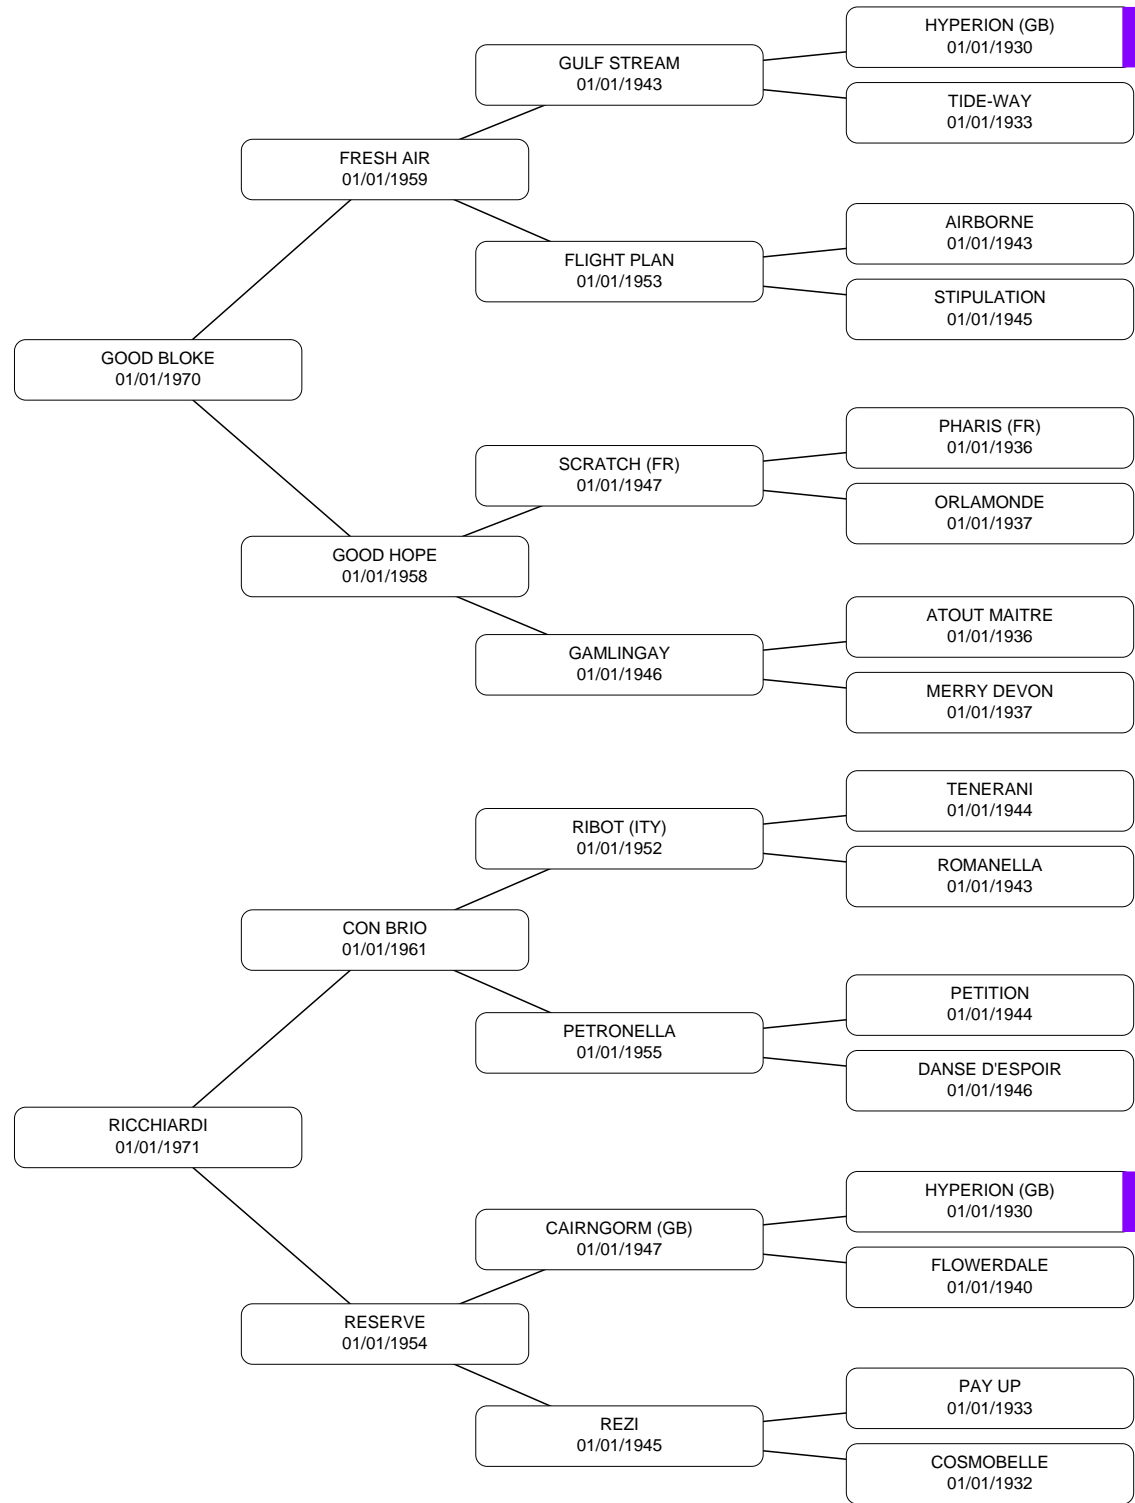 HYPERION (GB)
01/01/1930
GULF STREAM
01/01/1943
TIDE-WAY
01/01/1933
FRESH AIR
01/01/1959
AIRBORNE
01/01/1943
FLIGHT PLAN
01/01/1953
STIPULATION
01/01/1945
GOOD BLOKE
01/01/1970
PHARIS (FR)
01/01/1936
SCRATCH (FR)
01/01/1947
ORLAMONDE
01/01/1937
GOOD HOPE
01/01/1958
ATOUT MAITRE
01/01/1936
GAMLINGAY
01/01/1946
MERRY DEVON
01/01/1937
TENERANI
01/01/1944
RIBOT (ITY)
01/01/1952
ROMANELLA
01/01/1943
CON BRIO
01/01/1961
PETITION
01/01/1944
PETRONELLA
01/01/1955
DANSE D'ESPOIR
01/01/1946
RICCHIARDI
01/01/1971
HYPERION (GB)
01/01/1930
CAIRNGORM (GB)
01/01/1947
FLOWERDALE
01/01/1940
RESERVE
01/01/1954
PAY UP
01/01/1933
REZI
01/01/1945
COSMOBELLE
01/01/1932